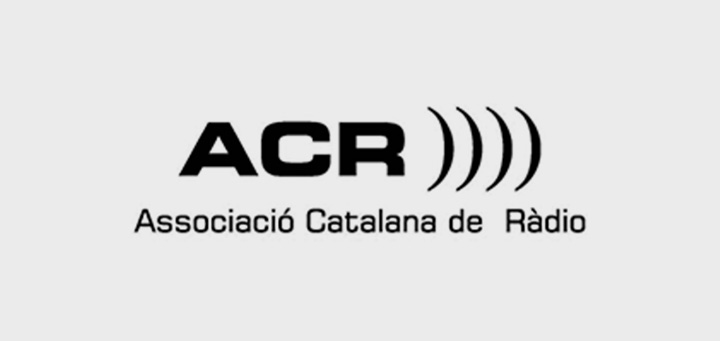 ACR
Associació Catalana de Ràdio